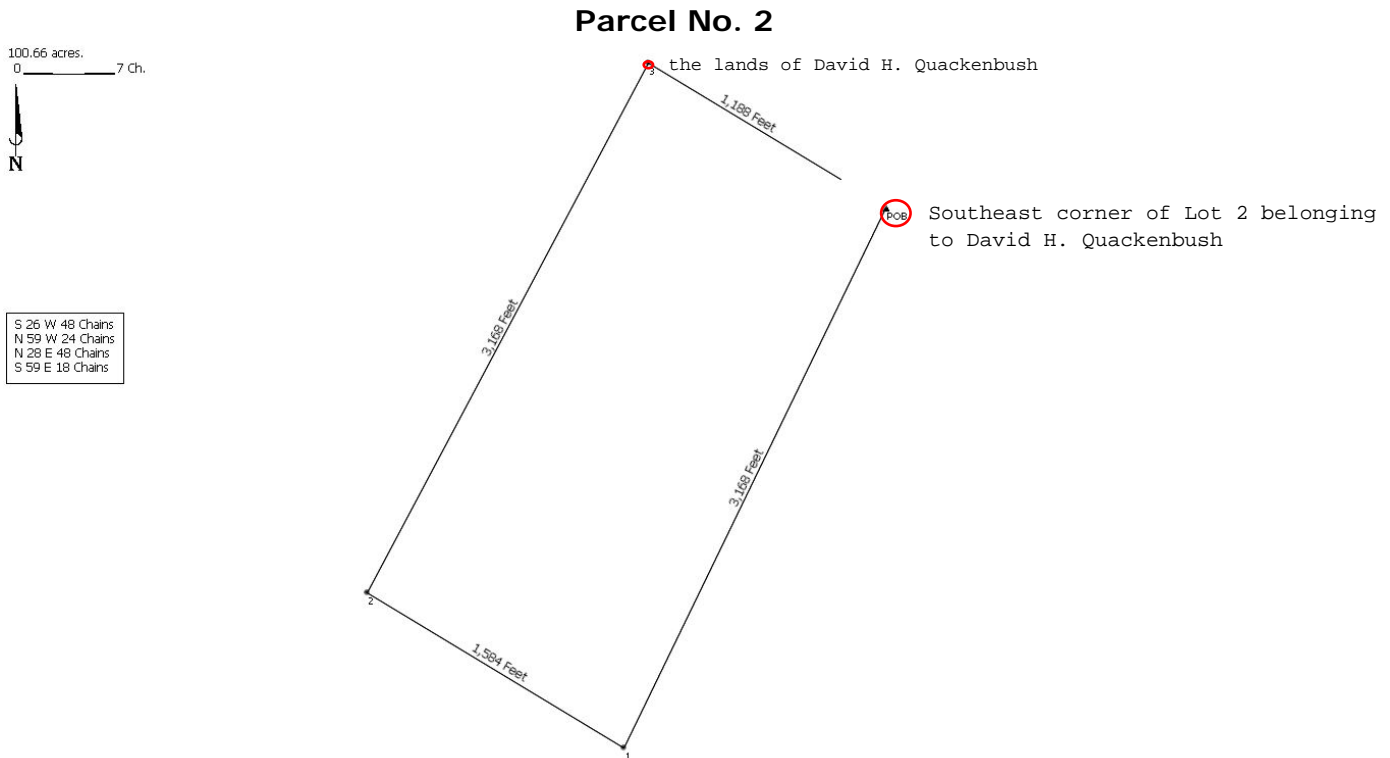 Parcel No. 2
100.66 acres.
0 7 Ch.
N
3 the lands of David H. Quackenbush
1,188 Feet
POB Southeast corner of Lot 2 belonging
to David H. Quackenbush
3,168 Feet
S 26 W 48 Chains
N 59 W 24 Chains
N 28 E 48 Chains
S 59 E 18 Chains
3,168 Feet
2
1,584 Feet
1